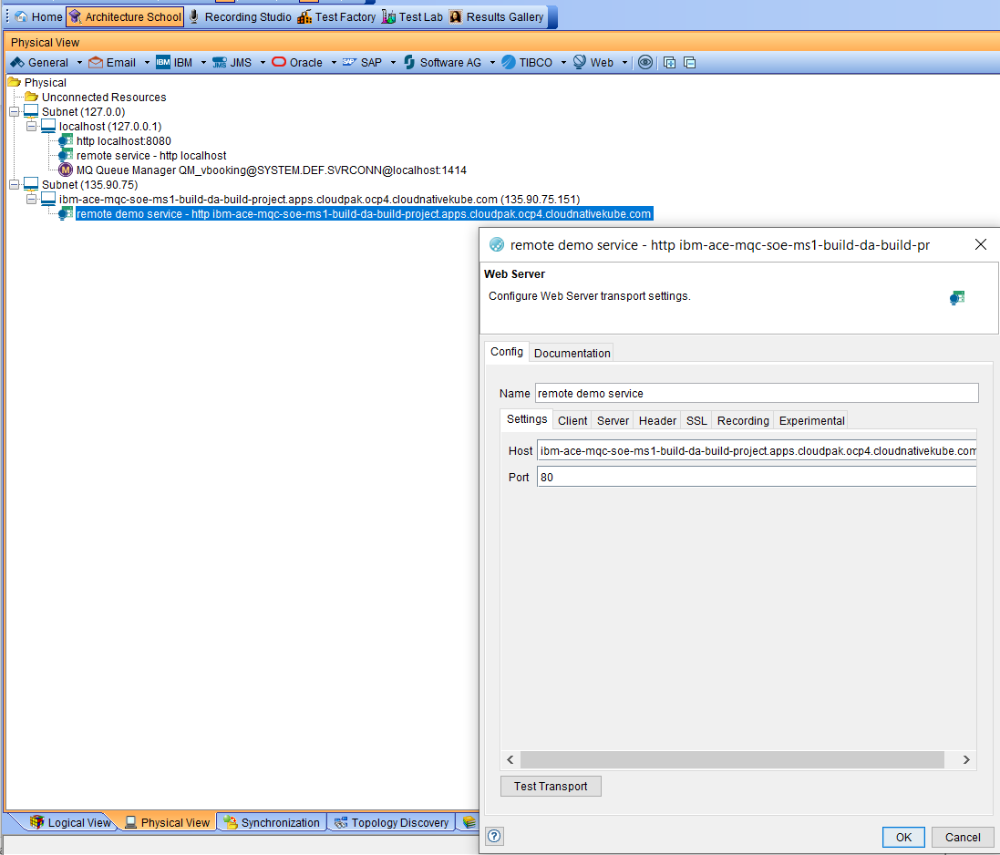 Home Architecture School Recording Studio Test Factory Test Lab Results Gallery
Physical View
General Email IBM IBM JMS JMS Oracle SAP SAP Software AG TIBCO Web
Physical
Unconnected Resources
Subnet (127.0.0)
localhost (127.0.0.1)
http localhost:8080
remote service - http localhost
M MQ Queue Manager QM_vbooking@SYSTEM.DEF.SVRCONN@localhost:1414
Subnet (135.90.75)
ibm-ace-mqc-soe-ms1-build-da-build-project.apps.cloudpak.ocp4.cloudnativekube.com (135.90.75.151)
remote demo service - http ibm-ace-mqc-soe-ms1-build-da-build-project.apps.cloudpak.ocp4.cloudnativekube.com
remote demo service - http ibm-ace-mqc-soe-ms1-build-da-build-pr
Web Server
Configure Web Server transport settings.
Config Documentation
Name remote demo service
Settings Client Server Header SSL Recording Experimental
Host ibm-ace-mqc-soe-ms1-build-da-build-project.apps.cloudpak.ocp4.cloudnativekube.com
Port 80
Test Transport
Logical View Physical View Synchronization Topology Discovery
? OK Cancel